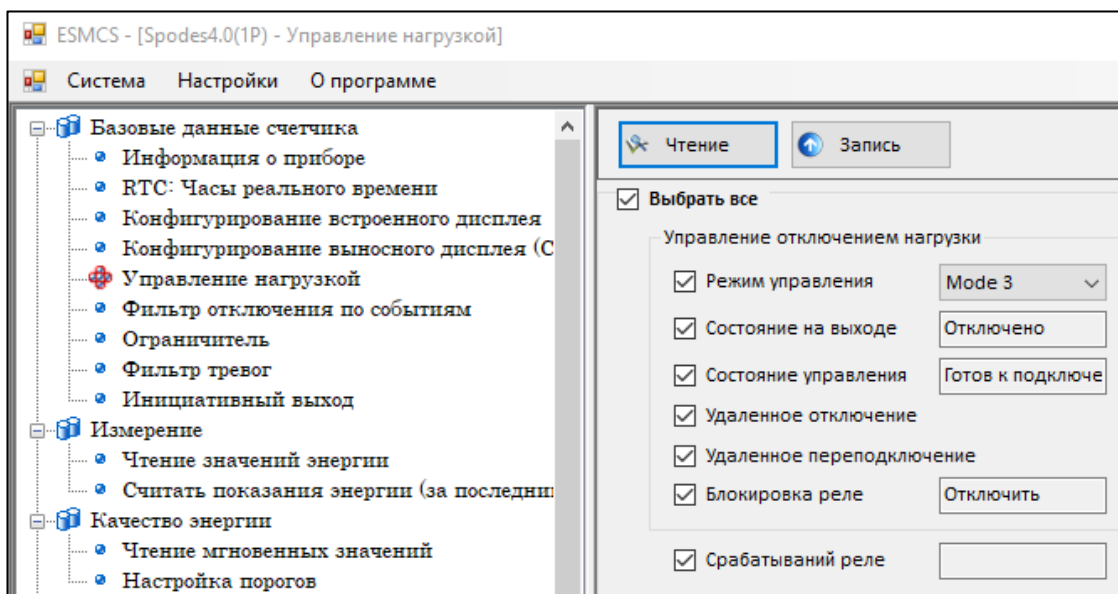 ESMCS - [Spodes4.0(1P) - Управление нагрузкой]
Система Настройки О программе
Базовые данные счетчика
Информация о приборе
RTC: Часы реального времени
Конфигурирование встроенного дисплея
Конфигурирование выносного дисплея (С
Управление нагрузкой
Фильтр отключения по событиям
Ограничитель
Фильтр тревог
Инициативный выход
Измерение
Чтение значений энергии
Считать показания энергии (за последни
Качество энергии
Чтение мгновенных значений
Настройка порогов
Чтение Запись
Выбрать все
Управление отключением нагрузки
Режим управления Mode 3
Состояние на выходе Отключено
Состояние управления Готов к подключе
Удаленное отключение
Удаленное переподключение
Блокировка реле Отключить
Срабатываний реле